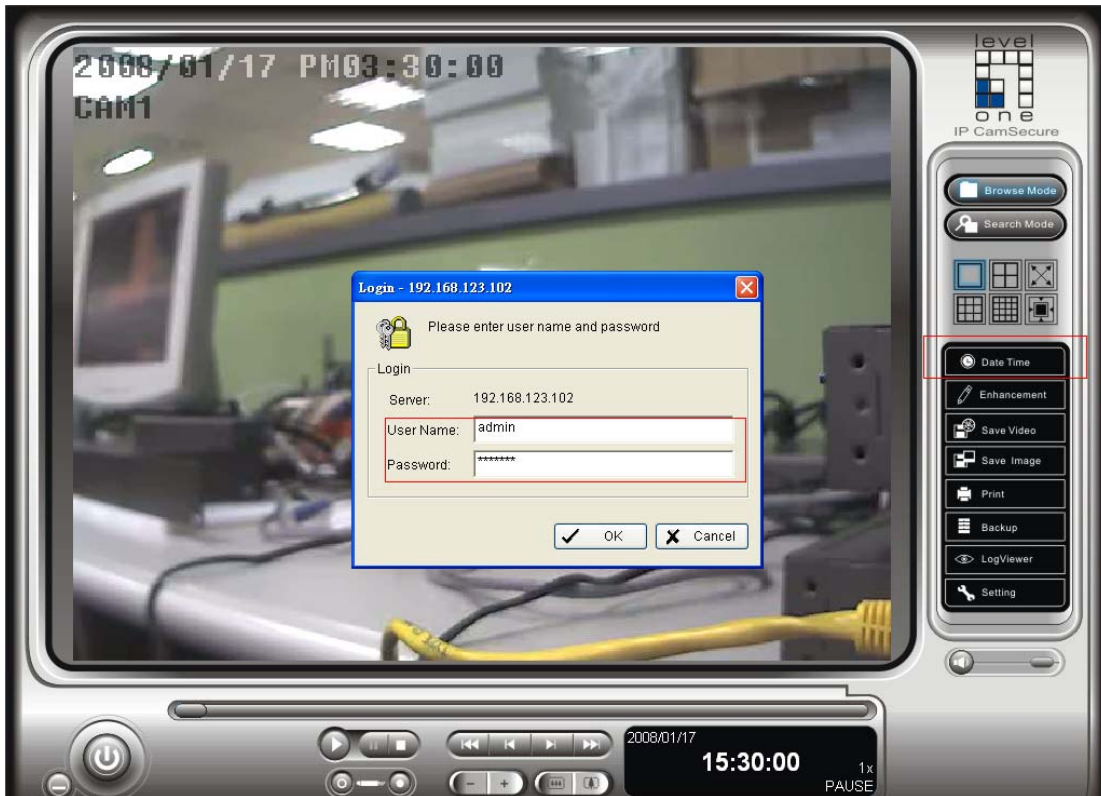 2008/01/17 PM03:30:00
CAM1
level
one
IP CamSecure
Browse Mode
Search Mode
Login - 192.168.123.102
Please enter user name and password
Login
Server: 192.168.123.102
User Name: admin
Password: *******
OK
Cancel
Date Time
Enhancement
Save Video
Save Image
Print
Backup
LogViewer
Setting
2008/01/17
15:30:00
1x
PAUSE